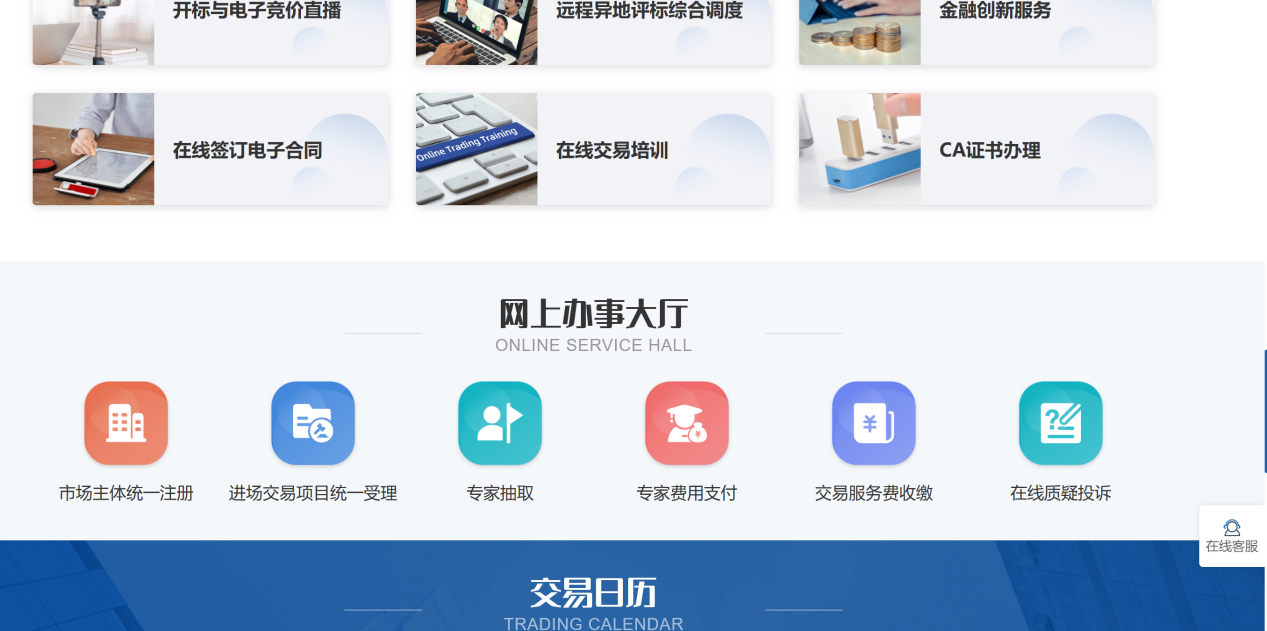 开标与电子竞价直播
远程异地评标综合调度
金融创新服务
在线签订电子合同
Online Trading Training
在线交易培训
CA证书办理
网上办事大厅
ONLINE SERVICE HALL
市场主体统一注册
进场交易项目统一受理
专家抽取
专家费用支付
交易服务费收缴
在线质疑投诉
在线客服
交易日历
TRADING CALENDAR